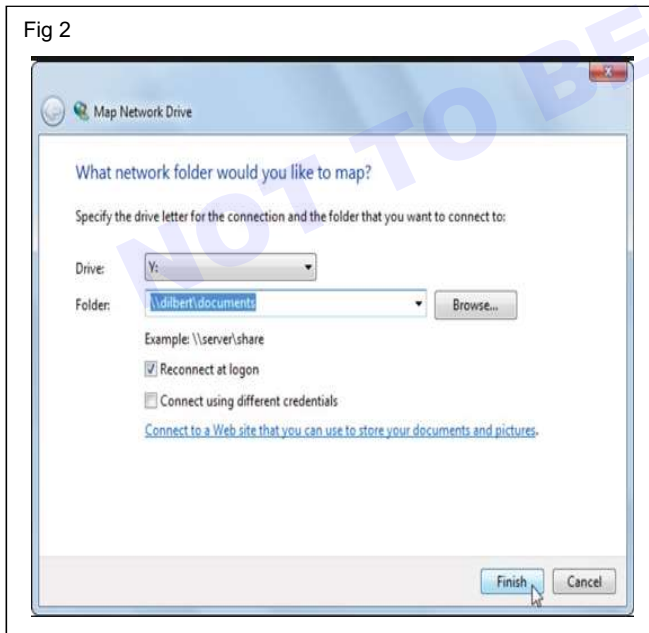 Fig 2
NOT TO BE
Map Network Drive
What network folder would you like to map?
Specify the drive letter for the connection and the folder that you want to connect to:
Drive: Y:
Folder: \\dilbert\documents Browse...
Example: \\server\share
Reconnect at logon
Connect using different credentials
Connect to a Web site that you can use to store your documents and pictures.
Finish Cancel